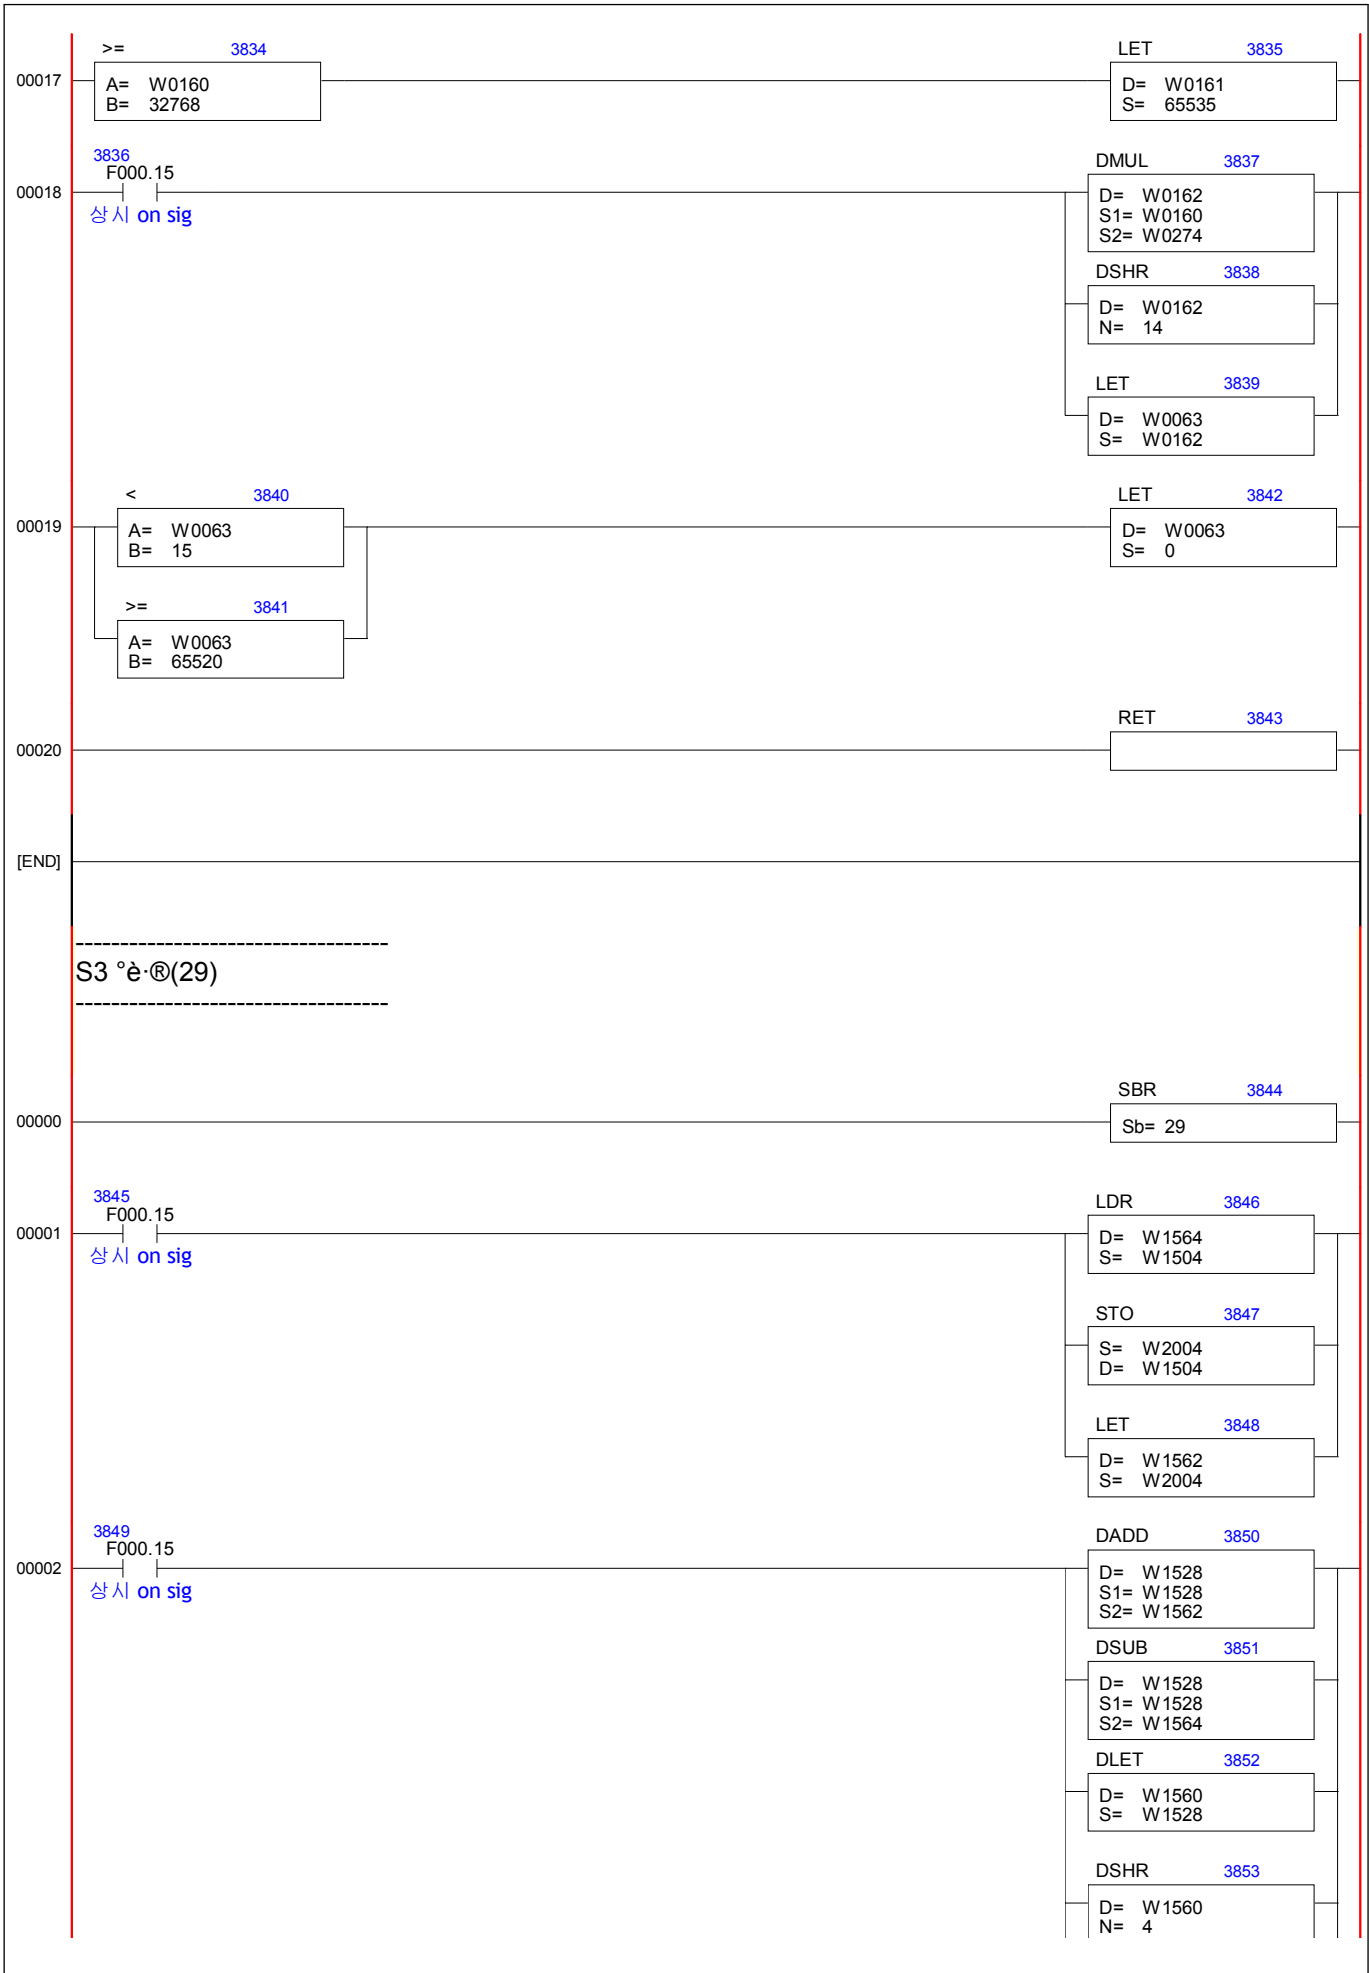 >= 3834 LET 3835
00017 A= W0160 D= W0161
B= 32768 S= 65535
3836
F000.15 DMUL 3837
00018 D= W0162
상시 on sig S1= W0160
S2= W0274
DSHR 3838
D= W0162
N= 14
LET 3839
D= W0063
S= W0162
< 3840 LET 3842
00019 A= W0063 D= W0063
B= 15 S= 0
>= 3841
A= W0063
B= 65520
RET 3843
00020
[END]
----------------------------------
S3 °è·®(29)
----------------------------------
SBR 3844
00000 Sb= 29
3845
F000.15 LDR 3846
00001 D= W1564
상시 on sig S= W1504
STO 3847
S= W2004
D= W1504
LET 3848
D= W1562
S= W2004
3849
F000.15 DADD 3850
00002 D= W1528
상시 on sig S1= W1528
S2= W1562
DSUB 3851
D= W1528
S1= W1528
S2= W1564
DLET 3852
D= W1560
S= W1528
DSHR 3853
D= W1560
N= 4